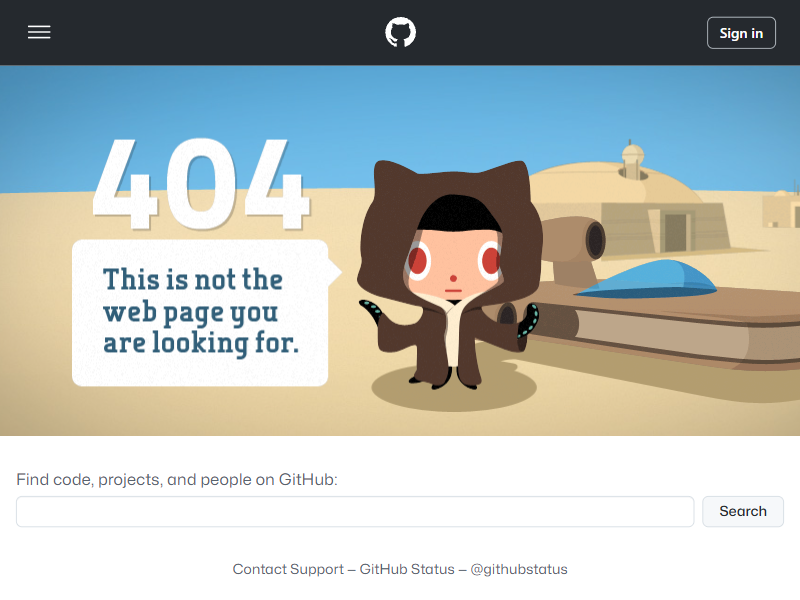 Sign in
404
This is not the
web page you
are looking for.
Find code, projects, and people on GitHub:
Search
Contact Support — GitHub Status — @githubstatus